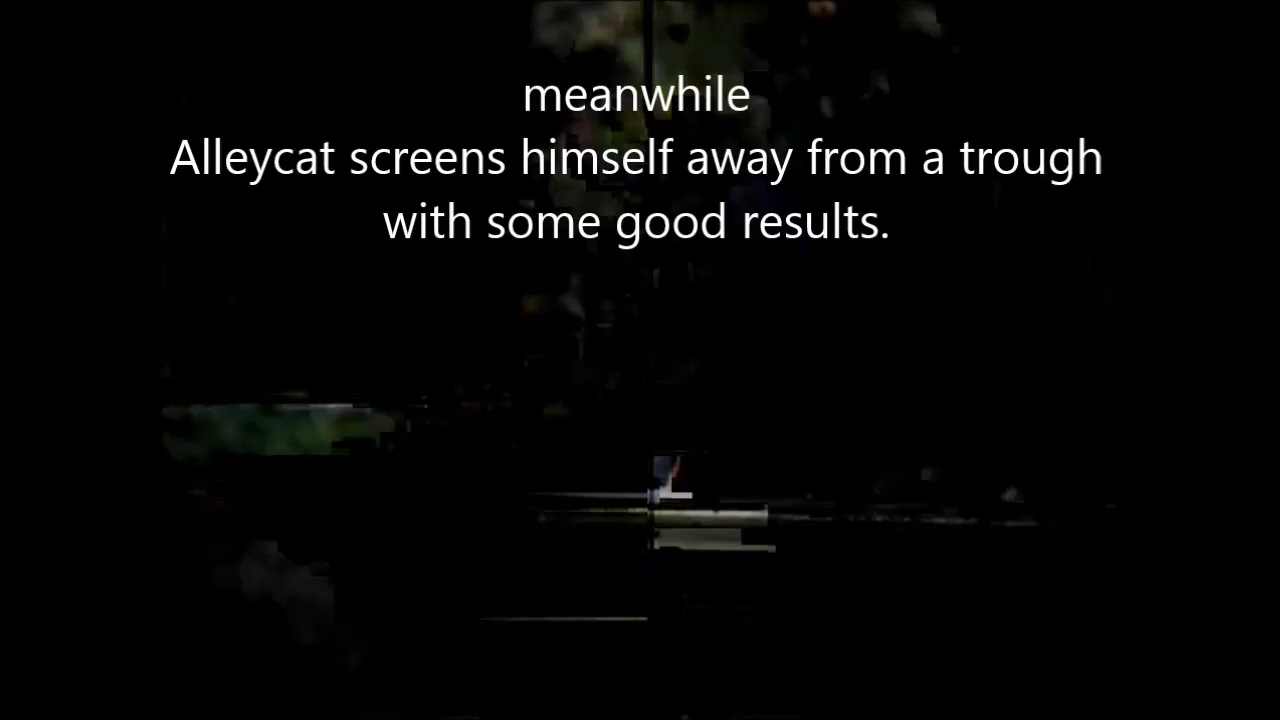 meanwhile
Alleycat screens himself away from a trough
with some good results.